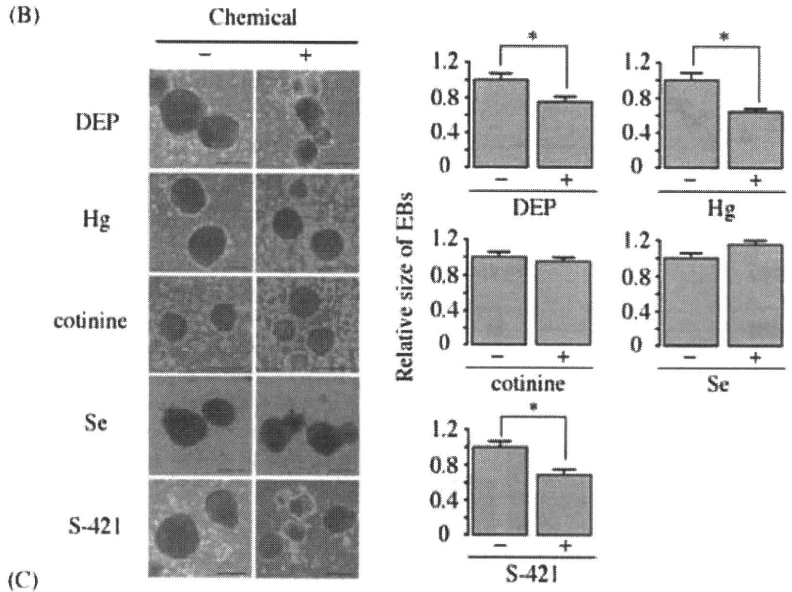 (B)
Chemical
− +
DEP
Hg
cotinine
Se
S-421
(C)
Relative size of EBs
*
1.2
0.8
0.4
0
− +
DEP
*
1.2
0.8
0.4
0
− +
Hg
1.2
0.8
0.4
0
− +
cotinine
1.2
0.8
0.4
0
− +
Se
*
1.2
0.8
0.4
0
− +
S-421